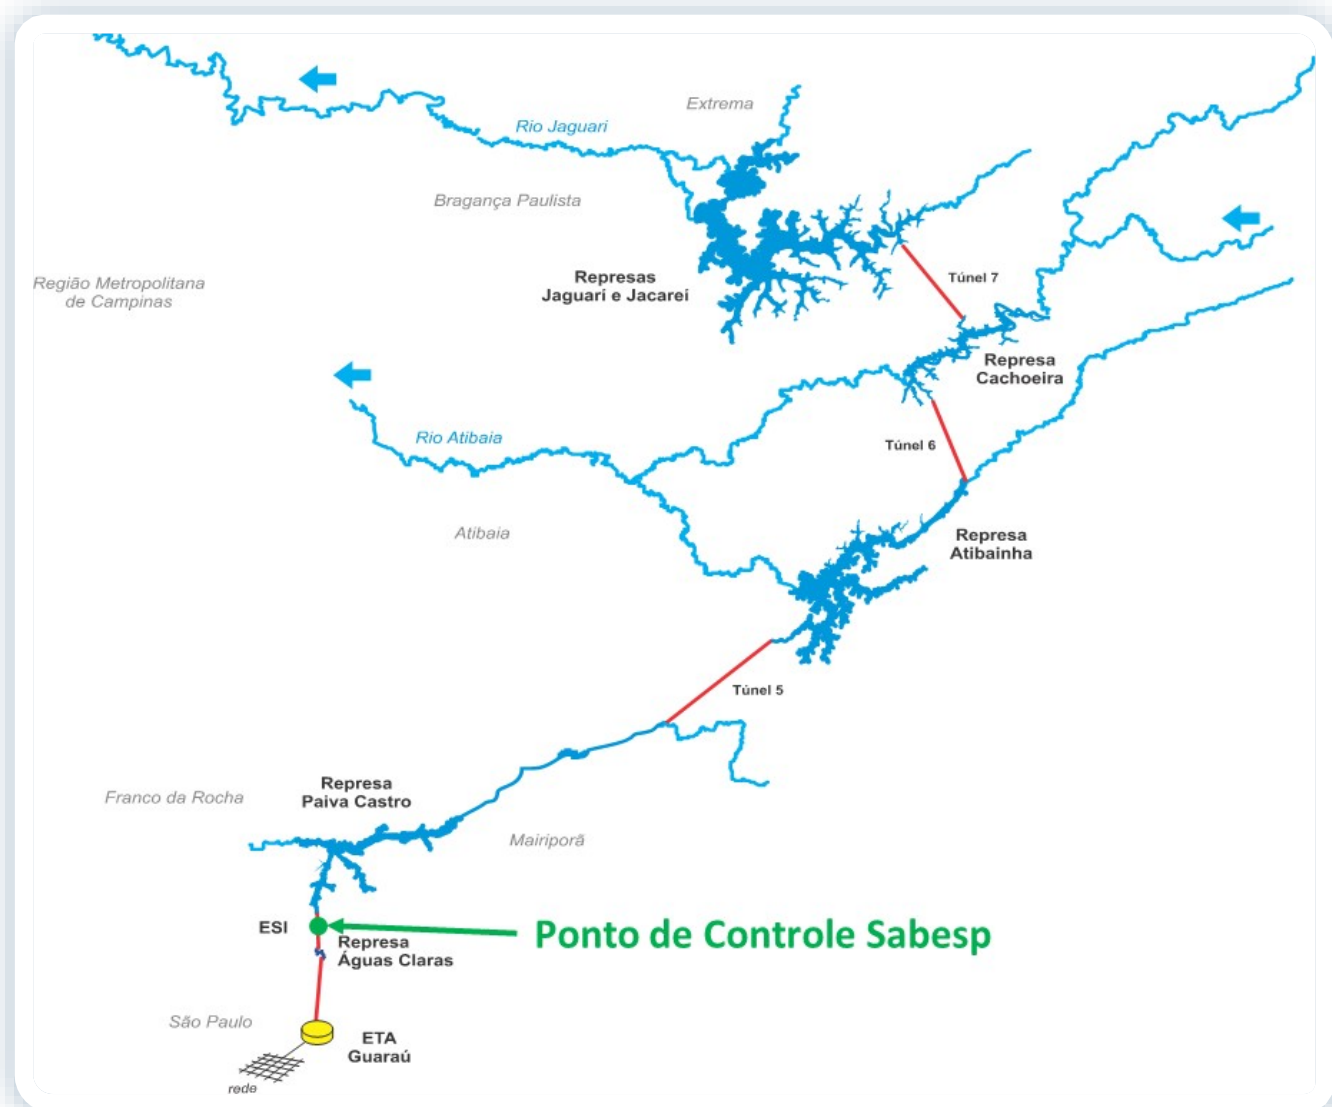 Extrema
Rio Jaguari
Bragança Paulista
Represas
Jaguari e Jacareí
Túnel 7
Região Metropolitana
de Campinas
Represa
Cachoeira
Rio Atibaia
Túnel 6
Atibaia
Represa
Atibainha
Túnel 5
Represa
Paiva Castro
Franco da Rocha
Mairiporã
ESI
Ponto de Controle Sabesp
Represa
Águas Claras
São Paulo
ETA
Guaraú
rede